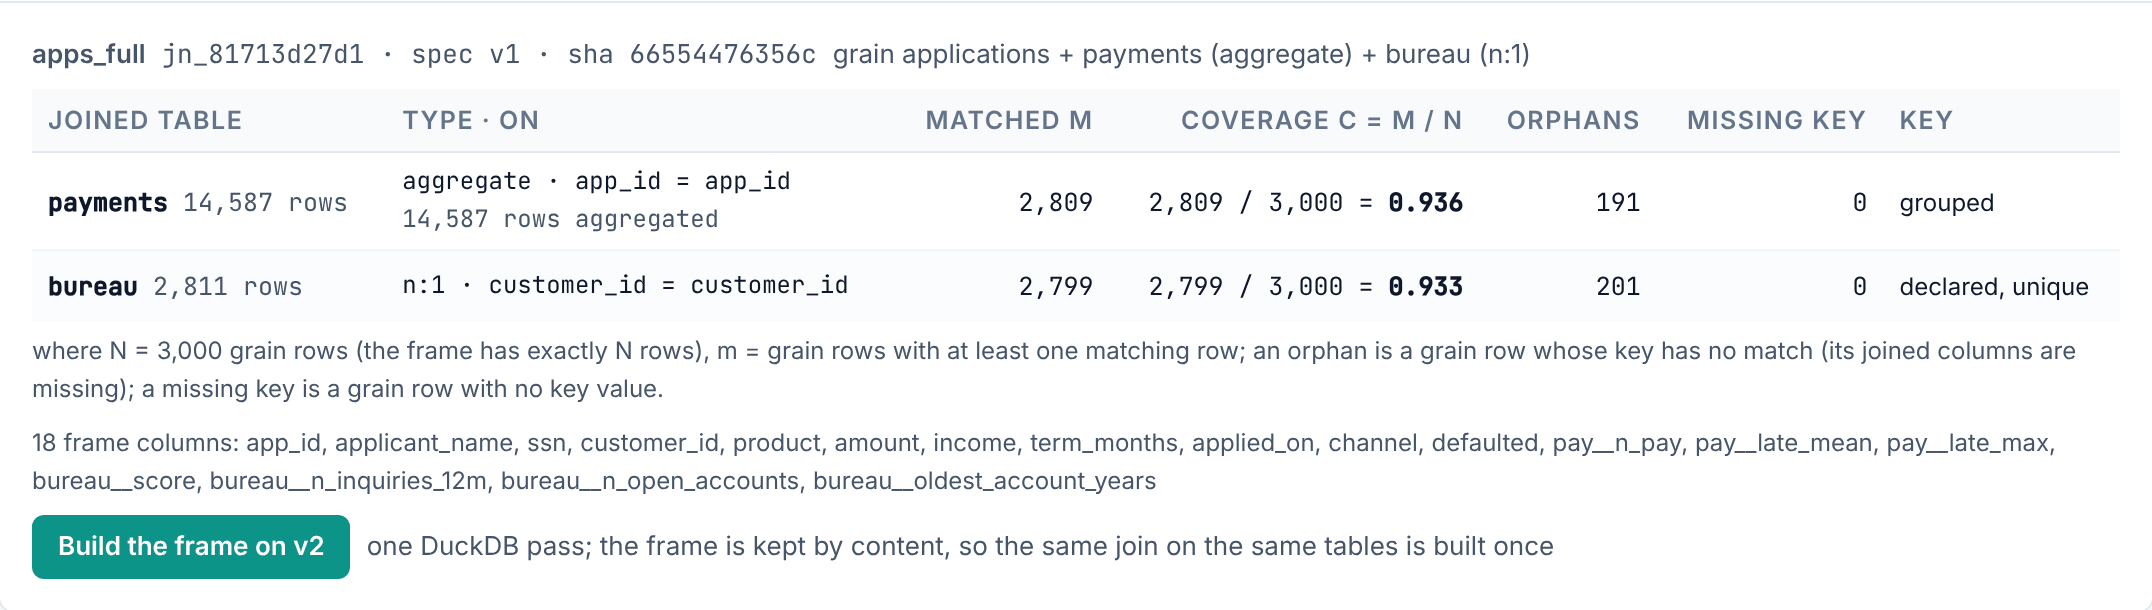 apps_full jn_81713d27d1 · spec v1 · sha 66554476356c grain applications + payments (aggregate) + bureau (n:1)
JOINED TABLE TYPE · ON MATCHED M COVERAGE C = M / N ORPHANS MISSING KEY KEY
payments 14,587 rows aggregate · app_id = app_id 2,809 2,809 / 3,000 = 0.936 191 0 grouped
14,587 rows aggregated
bureau 2,811 rows n:1 · customer_id = customer_id 2,799 2,799 / 3,000 = 0.933 201 0 declared, unique
where N = 3,000 grain rows (the frame has exactly N rows), m = grain rows with at least one matching row; an orphan is a grain row whose key has no match (its joined columns are
missing); a missing key is a grain row with no key value.
18 frame columns: app_id, applicant_name, ssn, customer_id, product, amount, income, term_months, applied_on, channel, defaulted, pay__n_pay, pay__late_mean, pay__late_max,
bureau__score, bureau__n_inquiries_12m, bureau__n_open_accounts, bureau__oldest_account_years
Build the frame on v2 one DuckDB pass; the frame is kept by content, so the same join on the same tables is built once